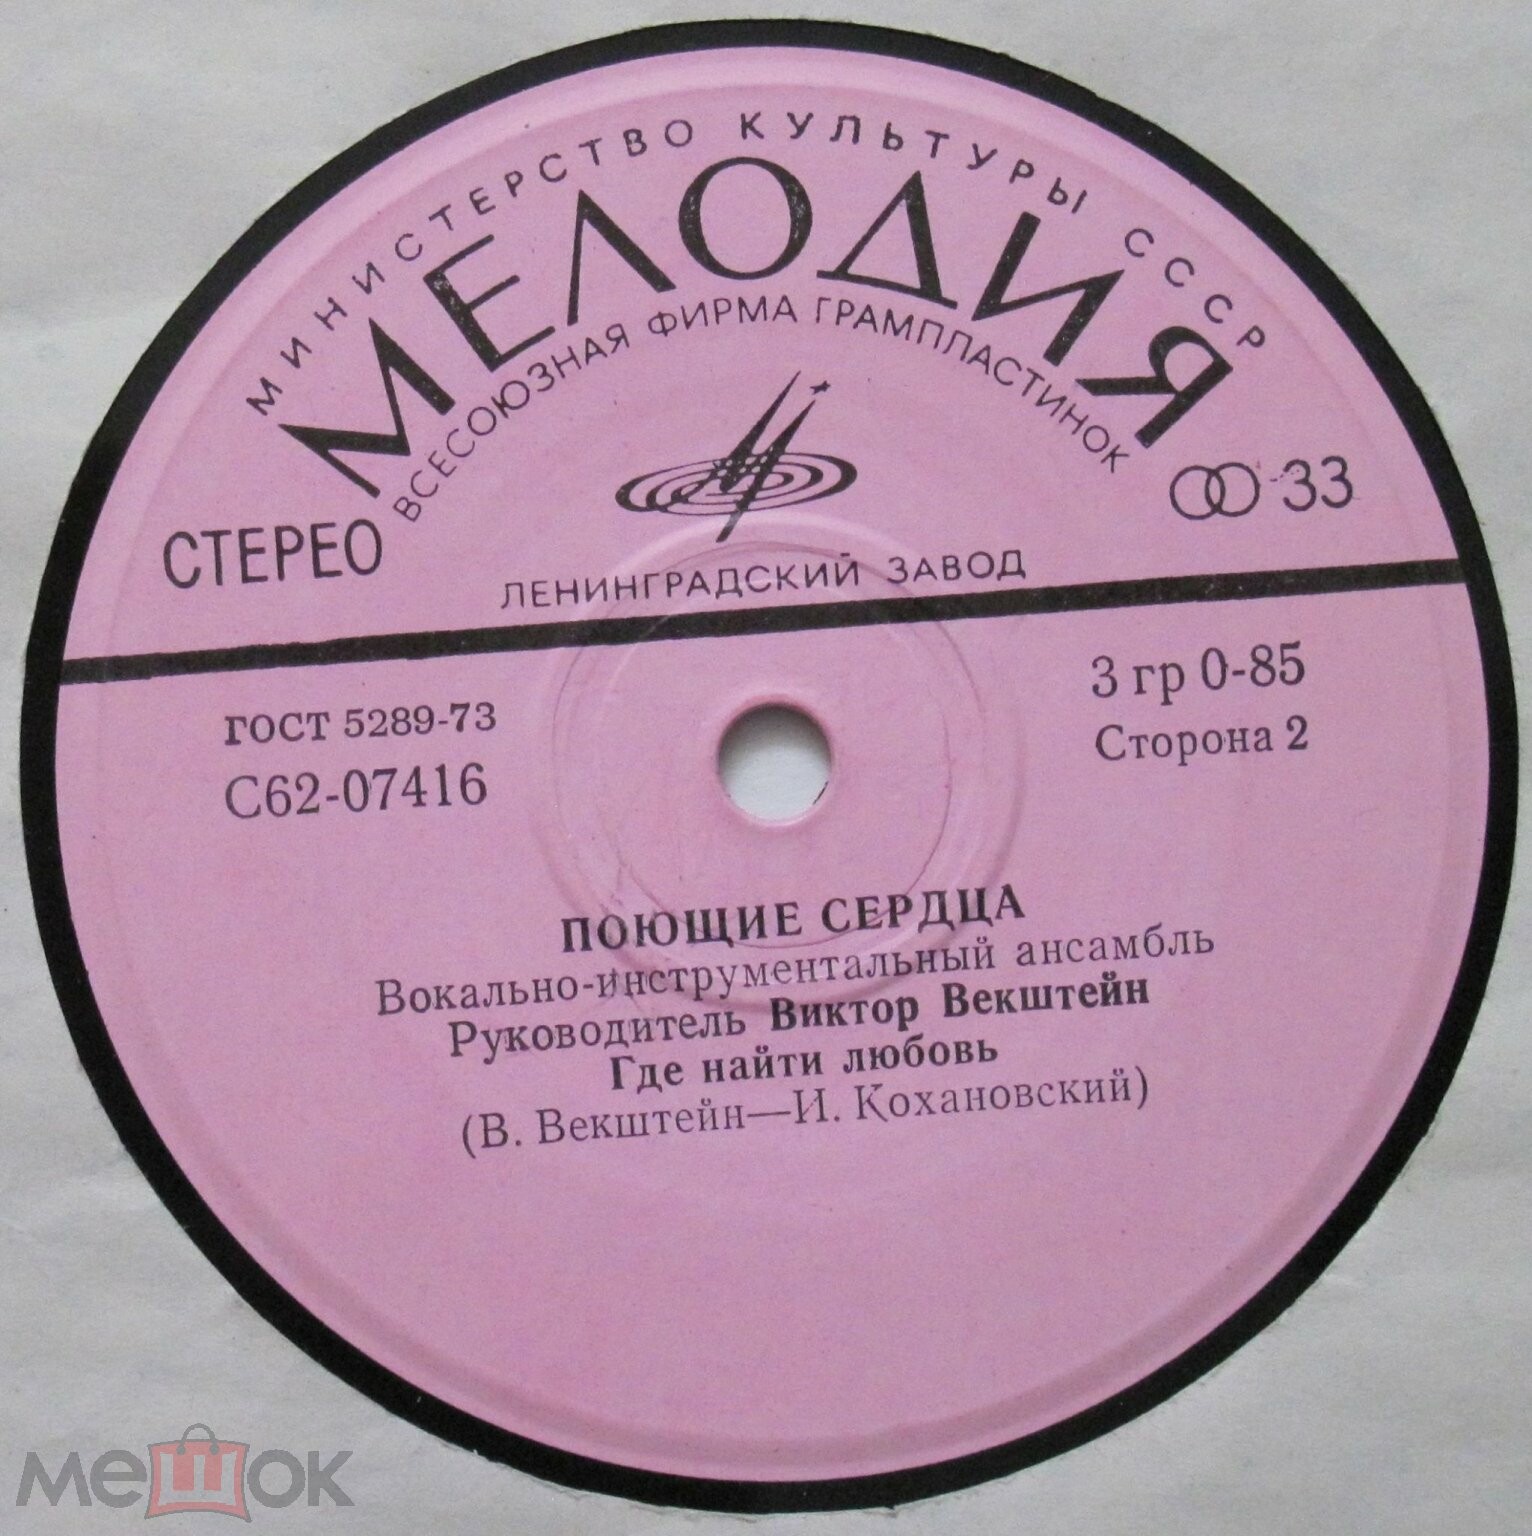 МИНИСТЕРСТВО КУЛЬТУРЫ СССР
МЕЛОДИЯ
ВСЕСОЮЗНАЯ ФИРМА ГРАМПЛАСТИНОК
СТЕРЕО
33
ЛЕНИНГРАДСКИЙ ЗАВОД
ГОСТ 5289-73
С62-07416
3 гр 0-85
Сторона 2
ПОЮЩИЕ СЕРДЦА
Вокально-инструментальный ансамбль
Руководитель Виктор Векштейн
Где найти любовь
(В. Векштейн—И. Кохановский)
мешок